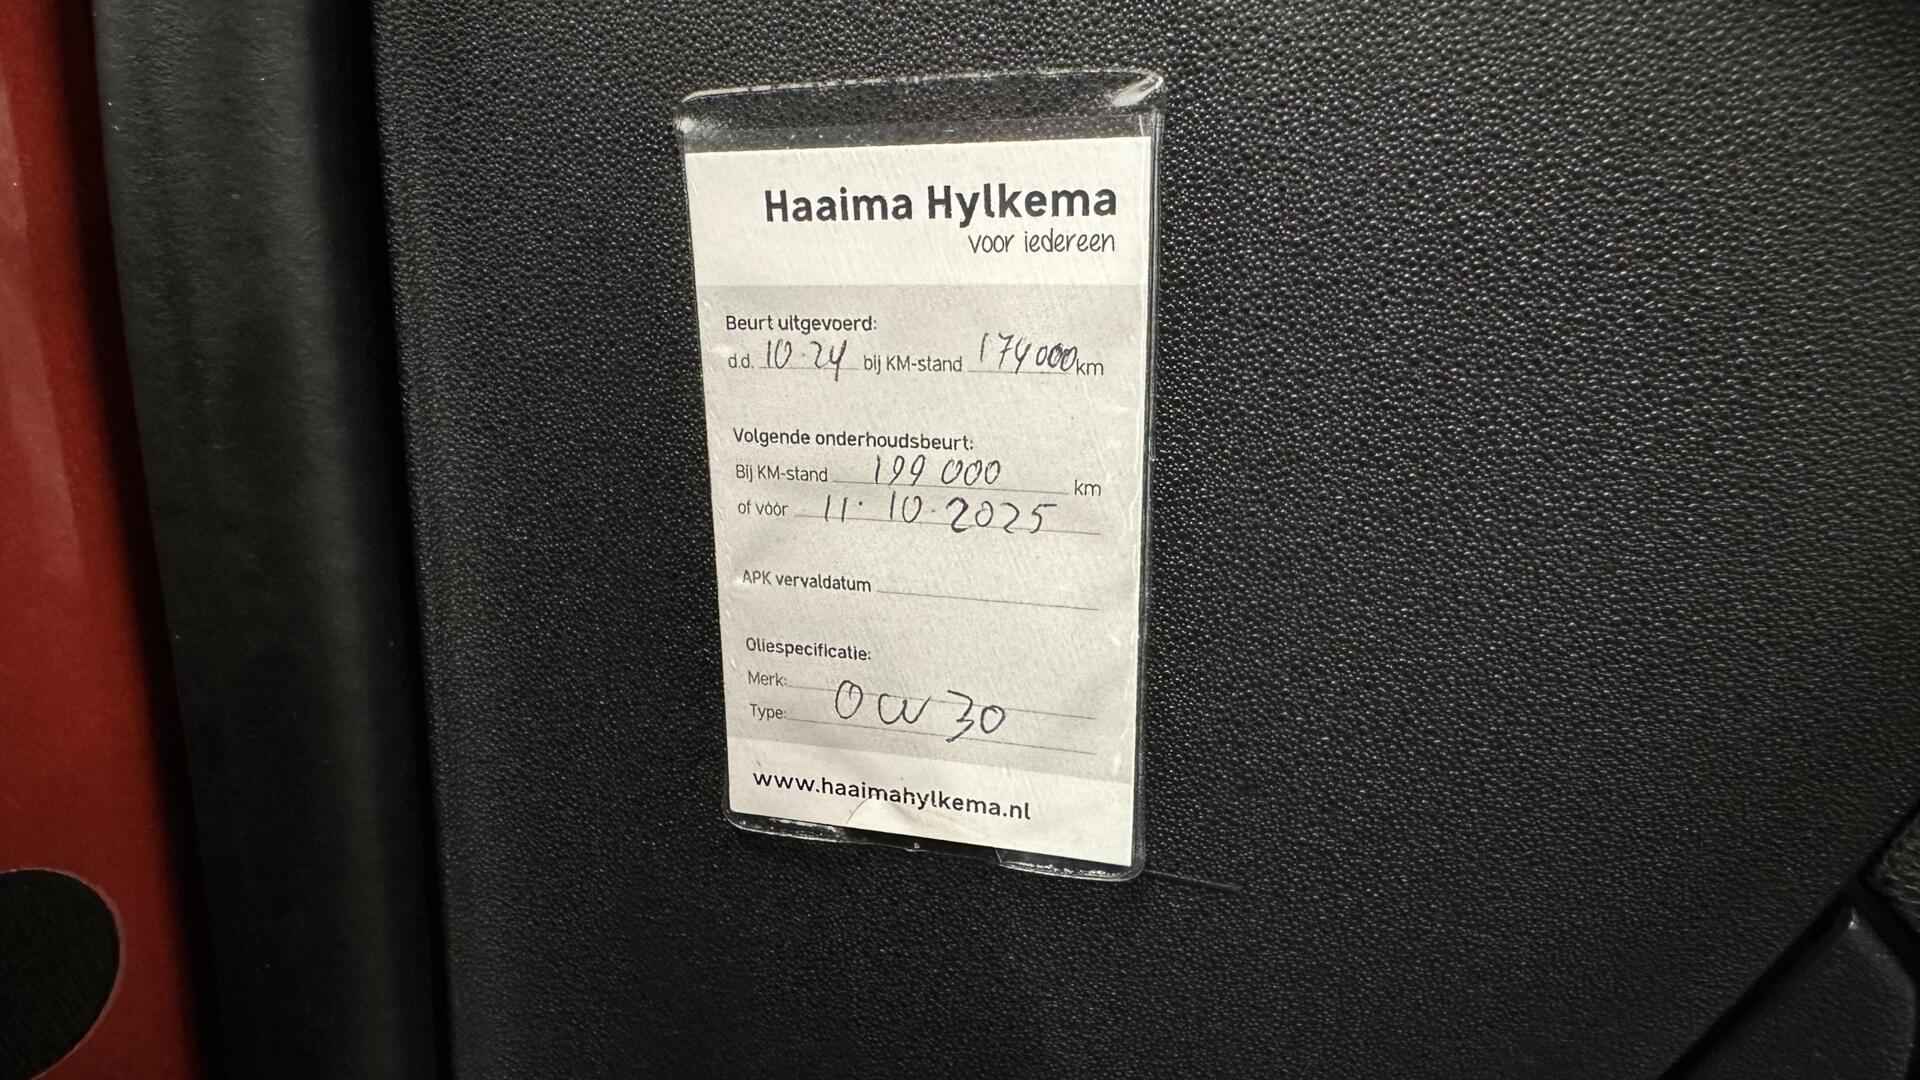 Haaima Hylkema
voor iedereen
Beurt uitgevoerd:
d.d. 10.24 bij KM-stand 174000 km
Volgende onderhoudsbeurt:
Bij KM-stand 199 000 km
of vóór 11.10.2025
APK vervaldatum
Oliespecificatie:
Merk:
Type: 0W30
www.haaimahylkema.nl